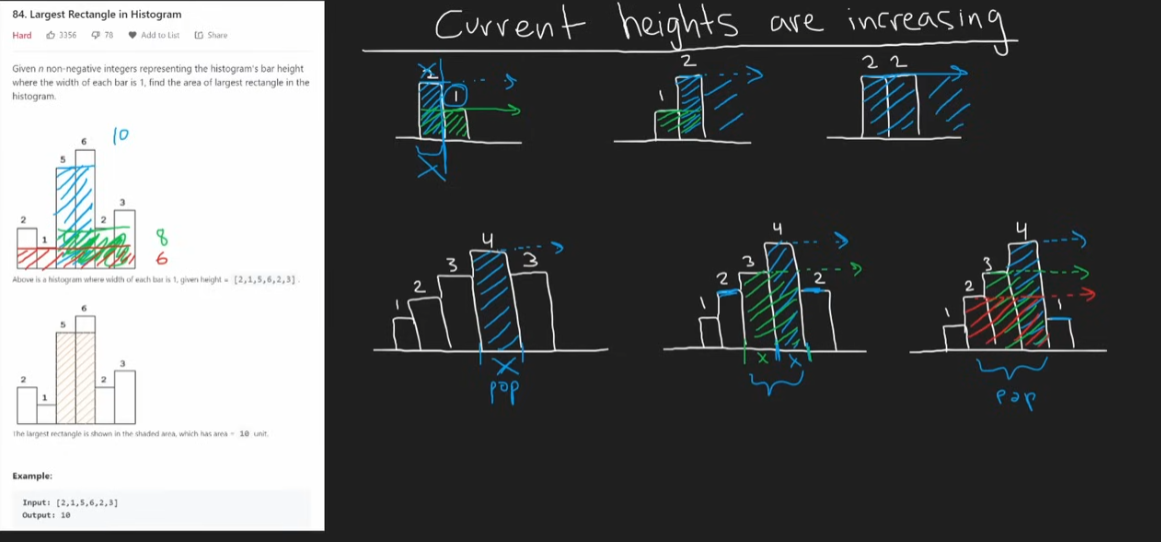 84. Largest Rectangle in Histogram
Hard 3356 78 Add to List Share
Given n non-negative integers representing the histogram's bar height
where the width of each bar is 1, find the area of largest rectangle in the
histogram.
10
6
5
3
2
2
1
8
6
Above is a histogram where width of each bar is 1, given height = [2,1,5,6,2,3].
6
5
3
2
2
1
The largest rectangle is shown in the shaded area, which has area = 10 unit.
Example:
Input: [2,1,5,6,2,3]
Output: 10
Current heights are increasing
2 1
1 2
2 2
X
1 2 3 4 3
X
pop
1 2 3 4 2
x x
1 2 3 4 1
pop